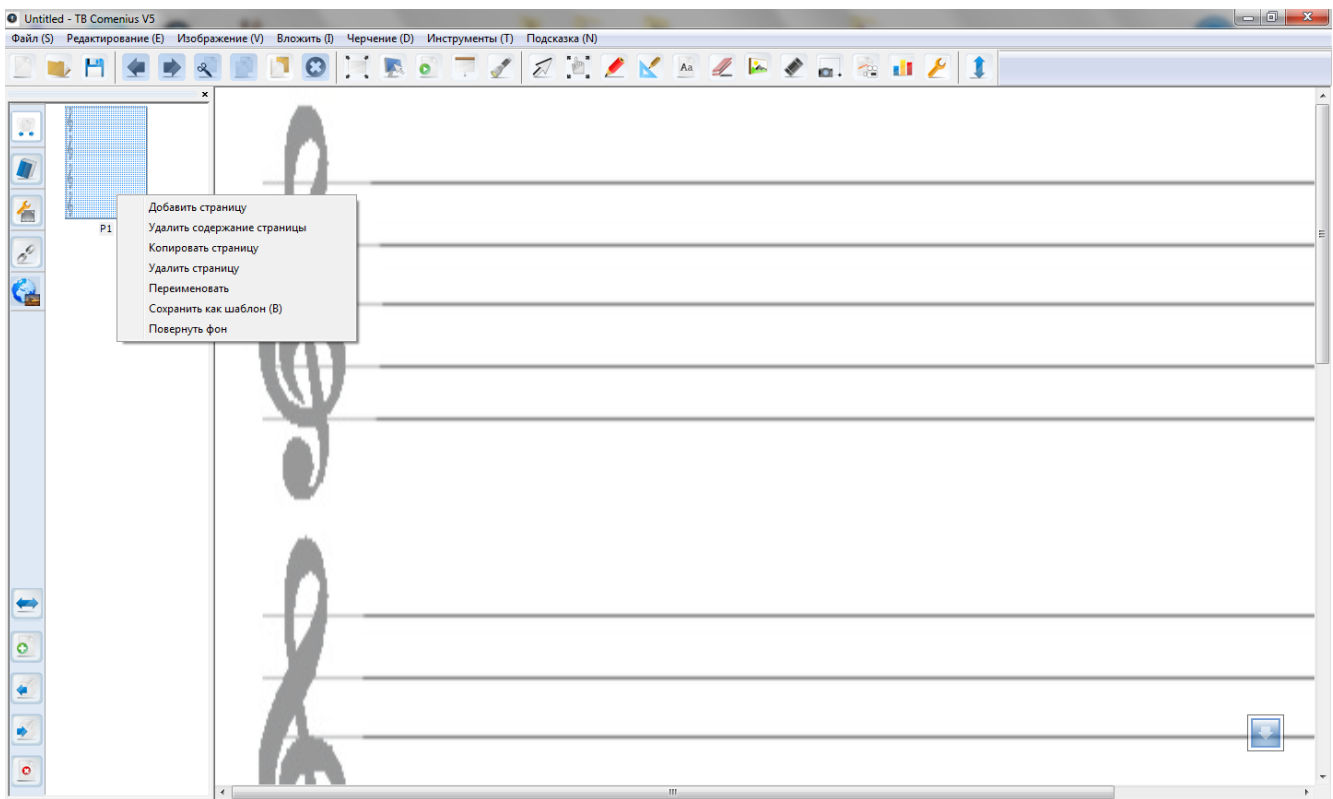 Untitled - TB Comenius V5
Файл (S) Редактирование (E) Изображение (V) Вложить (I) Черчение (D) Инструменты (T) Подсказка (N)
Aa
P1
Добавить страницу
Удалить содержание страницы
Копировать страницу
Удалить страницу
Переименовать
Сохранить как шаблон (B)
Повернуть фон